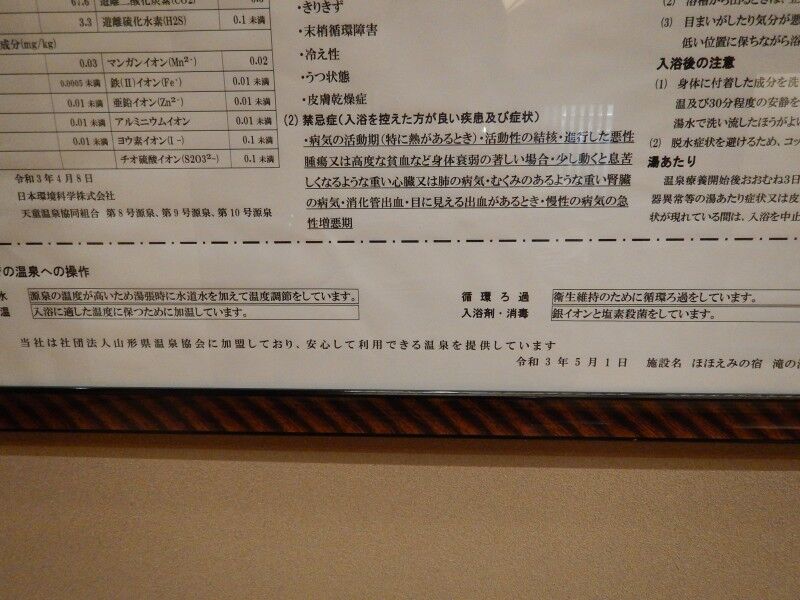 67.6 遊離二酸化炭素(CO2)
3.3 遊離硫化水素(H2S) 0.1 未満
成分(mg/kg)
0.03 マンガンイオン(Mn²⁻) 0.02
0.0005 未満 鉄(Ⅱ)イオン(Fe⁺) 0.01 未満
0.01 未満 亜鉛イオン(Zn²⁻) 0.01 未満
0.01 未満 アルミニウムイオン 0.01 未満
0.01 未満 ヨウ素イオン(I⁻) 0.1 未満
チオ硫酸イオン(S2O3²⁻) 0.1 未満
令和3年4月8日
日本環境科学株式会社
天童温泉協同組合 第8号源泉、第9号源泉、第10号源泉
・きりきず
・末梢循環障害
・冷え性
・うつ状態
・皮膚乾燥症
(2) 禁忌症(入浴を控えた方が良い疾患及び症状)
・病気の活動期(特に熱があるとき)・活動性の結核・進行した悪性
腫瘍又は高度な貧血など身体衰弱の著しい場合・少し動くと息苦
しくなるような重い心臓又は肺の病気・むくみのあるような重い腎臓
の病気・消化管出血・目に見える出血があるとき・慢性の病気の急
性増悪期
(3) 目まいがしたり気分が悪
低い位置に保ちながら浴
入浴後の注意
(1) 身体に付着した成分を洗
温及び30分程度の安静を
湯水で洗い流したほうがよい
(2) 脱水症状を避けるため、コッ
湯あたり
温泉療養開始後おおむね3日
器異常等の湯あたり症状又は皮
状が現れている間は、入浴を中止
の温泉への操作
水 源泉の温度が高いため湯張時に水道水を加えて温度調節をしています。
温 入浴に適した温度に保つために加温しています。
循環ろ過 衛生維持のために循環ろ過をしています。
入浴剤・消毒 銀イオンと塩素殺菌をしています。
当社は社団法人山形県温泉協会に加盟しており、安心して利用できる温泉を提供しています
令和3年5月1日 施設名 ほほえみの宿 滝の